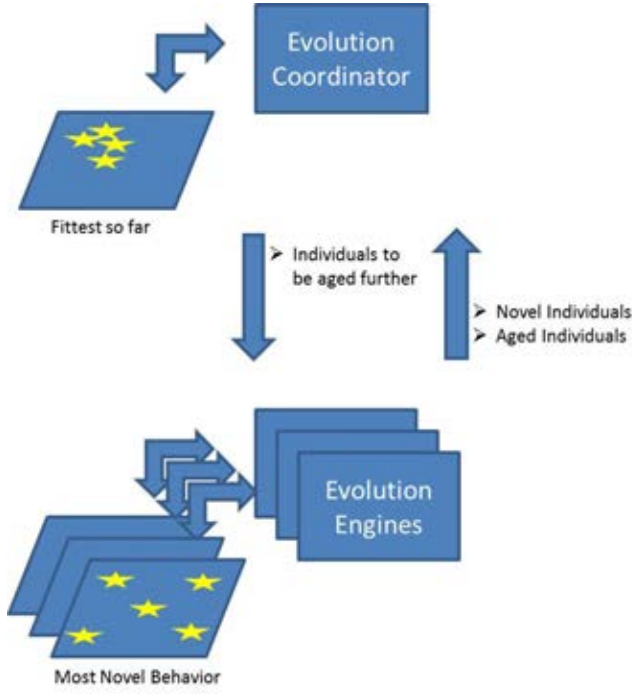 Evolution
Coordinator
Fittest so far
➢ Individuals to
be aged further
➢ Novel Individuals
➢ Aged Individuals
Evolution
Engines
Most Novel Behavior